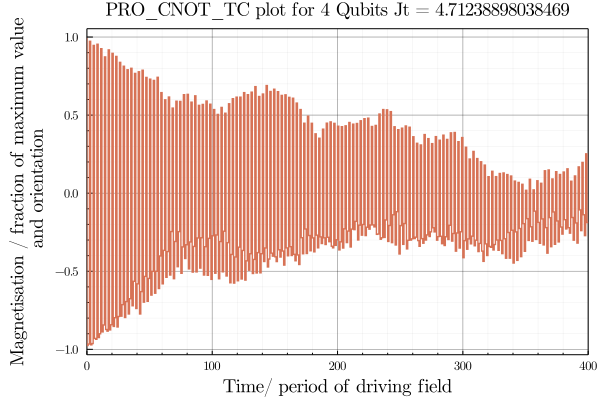 PRO_CNOT_TC plot for 4 Qubits Jt = 4.71238898038469
Magnetisation / fraction of maximum value
and orientation
1.0
0.5
0.0
−0.5
−1.0
0 100 200 300 400
Time/ period of driving field